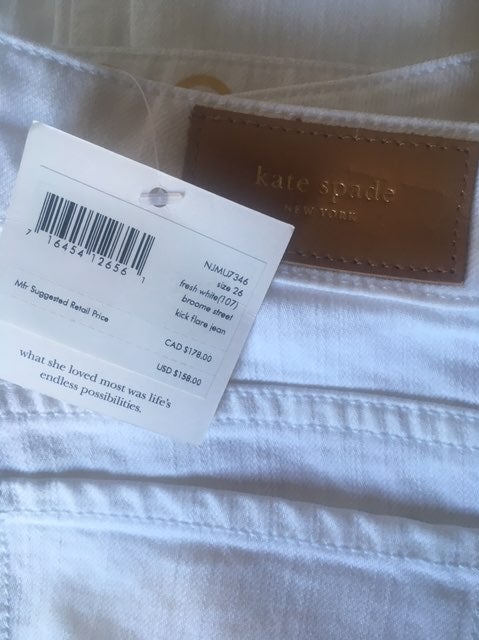 kate spade
NEW YORK
7 16454 12656 1
NJMU7346
size 26
fresh white(107)
broome street
kick flare jean
Mfr Suggested Retail Price
CAD $178.00
USD $158.00
what she loved most was life's
endless possibilities.